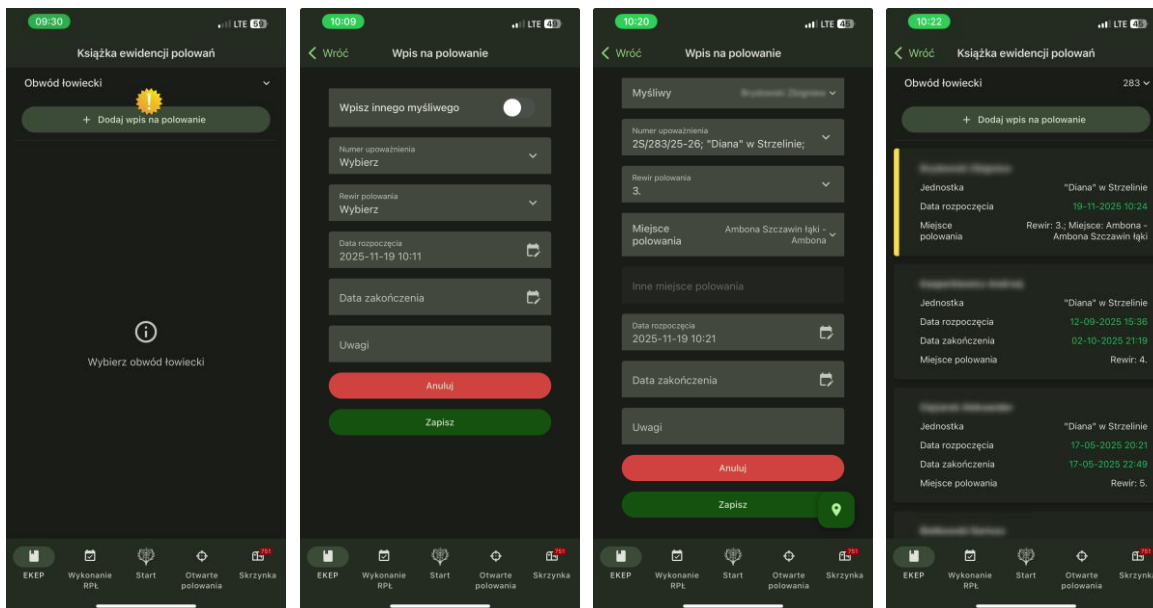 09:30
LTE 50
Książka ewidencji polowań
Obwód łowiecki
+ Dodaj wpis na polowanie
Wybierz obwód łowiecki
EKEP
Wykonanie RPŁ
Start
Otwarte polowania
Skrzynka
751
10:09
LTE
Wróć
Wpis na polowanie
Wpisz innego myśliwego
Numer upoważnienia
Wybierz
Rewir polowania
Wybierz
Data rozpoczęcia
2025-11-19 10:11
Data zakończenia
Uwagi
Anuluj
Zapisz
EKEP
Wykonanie RPŁ
Start
Otwarte polowania
Skrzynka
751
10:20
LTE 45
Wróć
Wpis na polowanie
Myśliwy
Numer upoważnienia
2S/283/25-26; "Diana" w Strzelinie;
Rewir polowania
3.
Miejsce polowania
Ambona Szczawin łąki -
Ambona
Inne miejsce polowania
Data rozpoczęcia
2025-11-19 10:21
Data zakończenia
Uwagi
Anuluj
Zapisz
EKEP
Wykonanie RPŁ
Start
Otwarte polowania
Skrzynka
751
10:22
LTE 45
Wróć
Książka ewidencji polowań
Obwód łowiecki
283
+ Dodaj wpis na polowanie
Jednostka
"Diana" w Strzelinie
Data rozpoczęcia
19-11-2025 10:24
Miejsce polowania
Rewir: 3.; Miejsce: Ambona -
Ambona Szczawin łąki
Jednostka
"Diana" w Strzelinie
Data rozpoczęcia
12-09-2025 15:36
Data zakończenia
02-10-2025 21:19
Miejsce polowania
Rewir: 4.
Jednostka
"Diana" w Strzelinie
Data rozpoczęcia
17-05-2025 20:21
Data zakończenia
17-05-2025 22:49
Miejsce polowania
Rewir: 5.
EKEP
Wykonanie RPŁ
Start
Otwarte polowania
Skrzynk
751